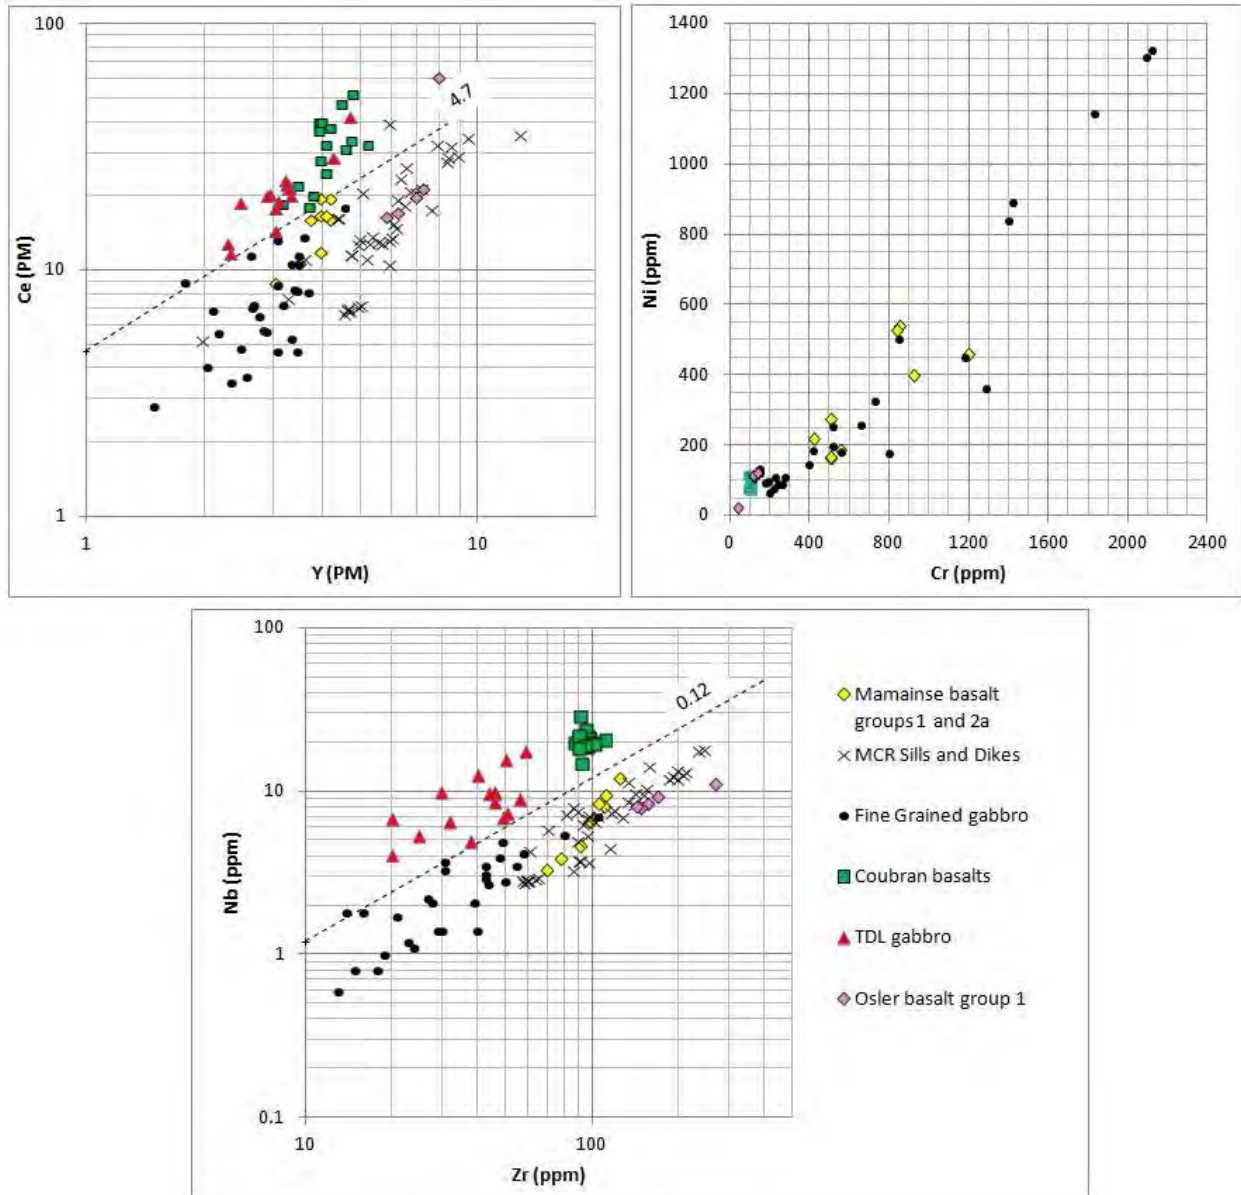 100
10
1
Ce (PM)
4.7
1
10
Y (PM)
1400
1200
1000
800
600
400
200
0
Ni (ppm)
0
400
800
1200
1600
2000
2400
Cr (ppm)
100
10
1
0.1
Nb (ppm)
0.12
10
100
Zr (ppm)
Mamainse basalt
groups 1 and 2a
MCR Sills and Dikes
Fine Grained gabbro
Coubran basalts
TDL gabbro
Osler basalt group 1